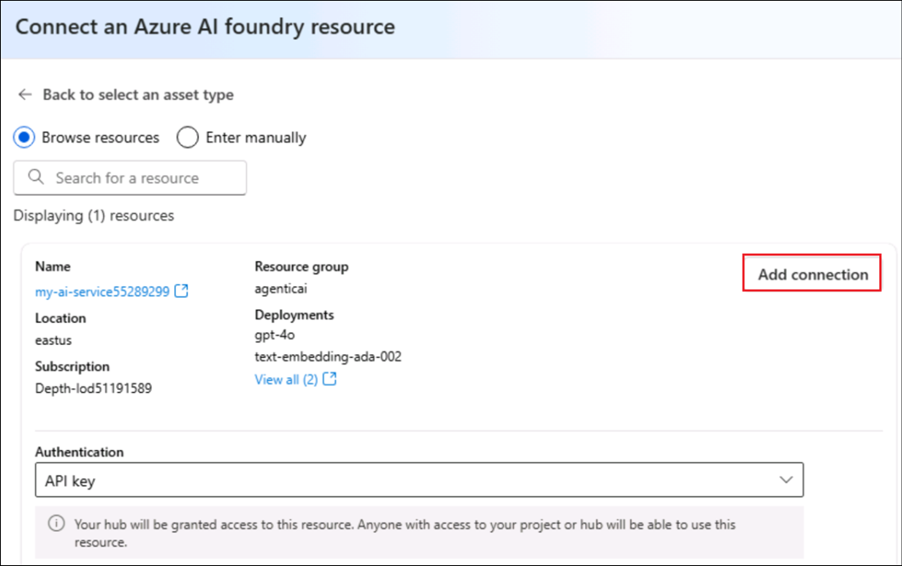 Connect an Azure AI foundry resource
Back to select an asset type
Browse resources
Enter manually
Search for a resource
Displaying (1) resources
Name
my-ai-service55289299
Location
eastus
Subscription
Depth-lod51191589
Resource group
agenticai
Deployments
gpt-4o
text-embedding-ada-002
View all (2)
Add connection
Authentication
API key
Your hub will be granted access to this resource. Anyone with access to your project or hub will be able to use this
resource.